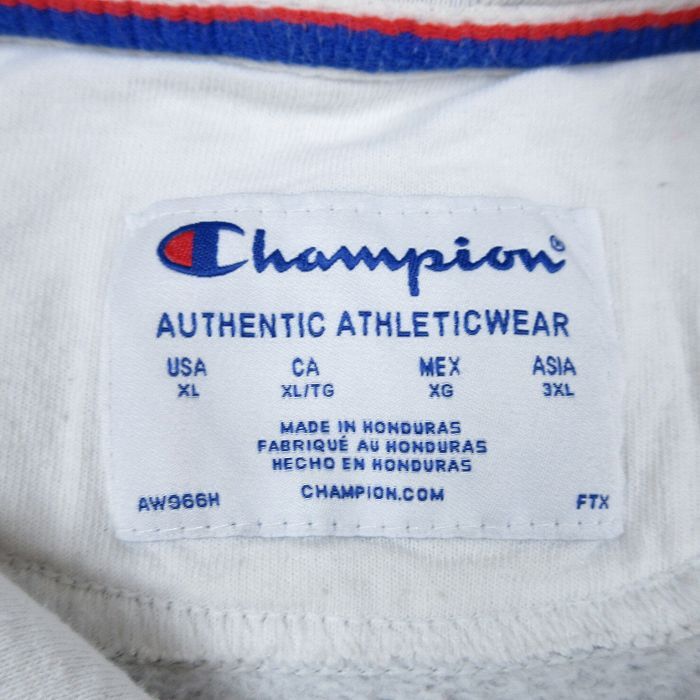 Champion®
AUTHENTIC ATHLETICWEAR
USA CA MEX ASIA
XL XL/TG XG 3XL
MADE IN HONDURAS
FABRIQUÉ AU HONDURAS
HECHO EN HONDURAS
AW966H CHAMPION.COM FTX